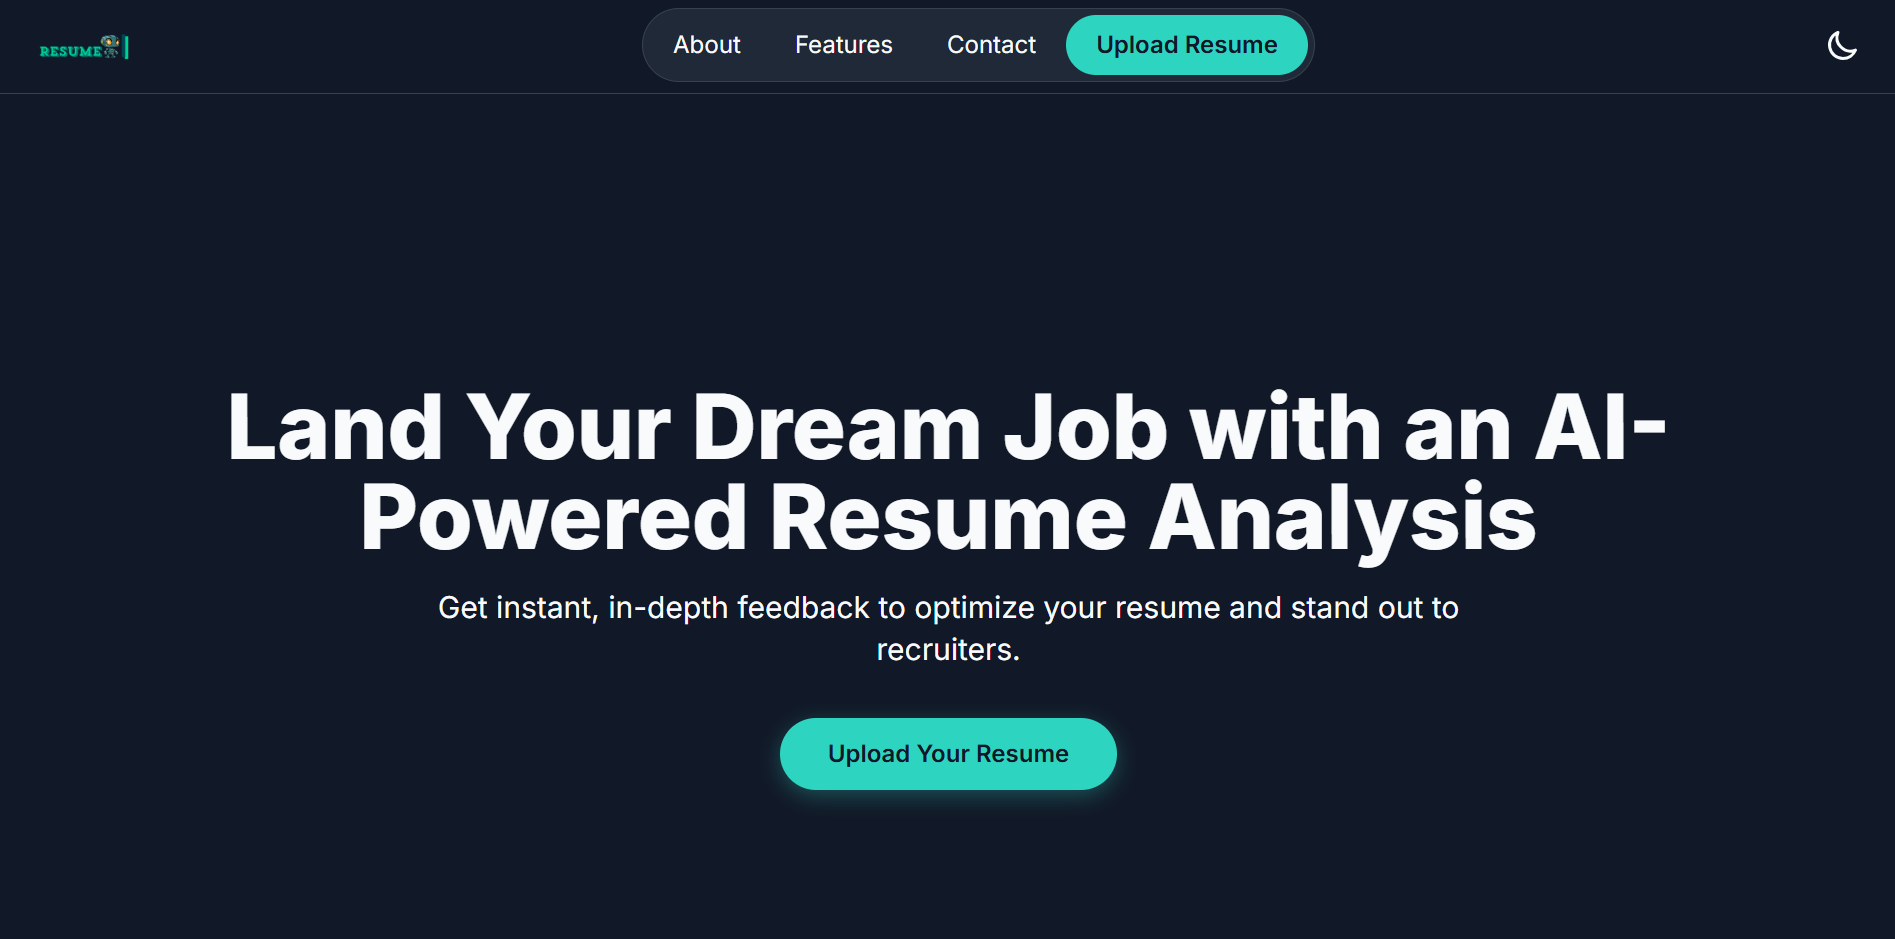 RESUME
About
Features
Contact
Upload Resume
Land Your Dream Job with an AI-
Powered Resume Analysis
Get instant, in-depth feedback to optimize your resume and stand out to
recruiters.
Upload Your Resume